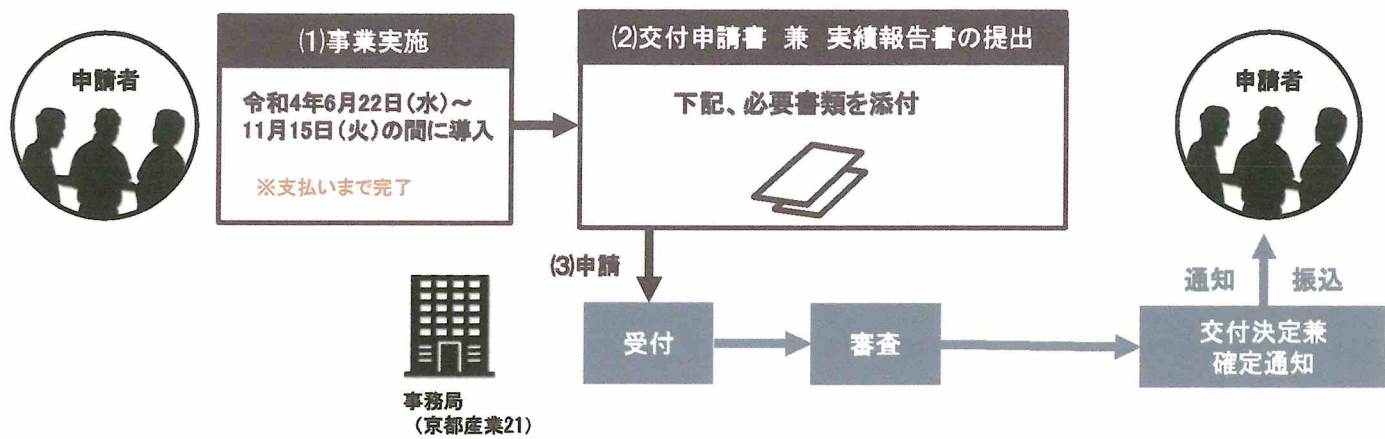 申請者
(1)事業実施
令和4年6月22日(水)～
11月15日(火)の間に導入
※支払いまで完了
(2)交付申請書 兼 実績報告書の提出
下記、必要書類を添付
申請者
(3)申請
事務局
(京都産業21)
受付
審査
交付決定兼
確定通知
通知 振込